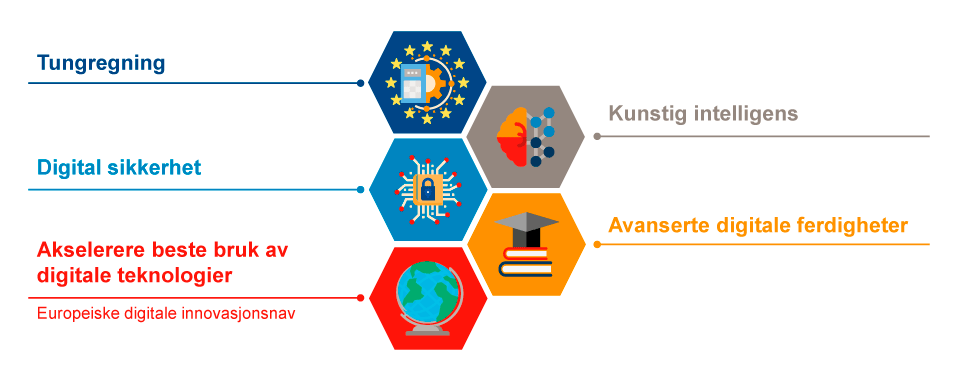 Tungregning
Kunstig intelligens
Digital sikkerhet
Avanserte digitale ferdigheter
Akselerere beste bruk av
digitale teknologier
Europeiske digitale innovasjonsnav